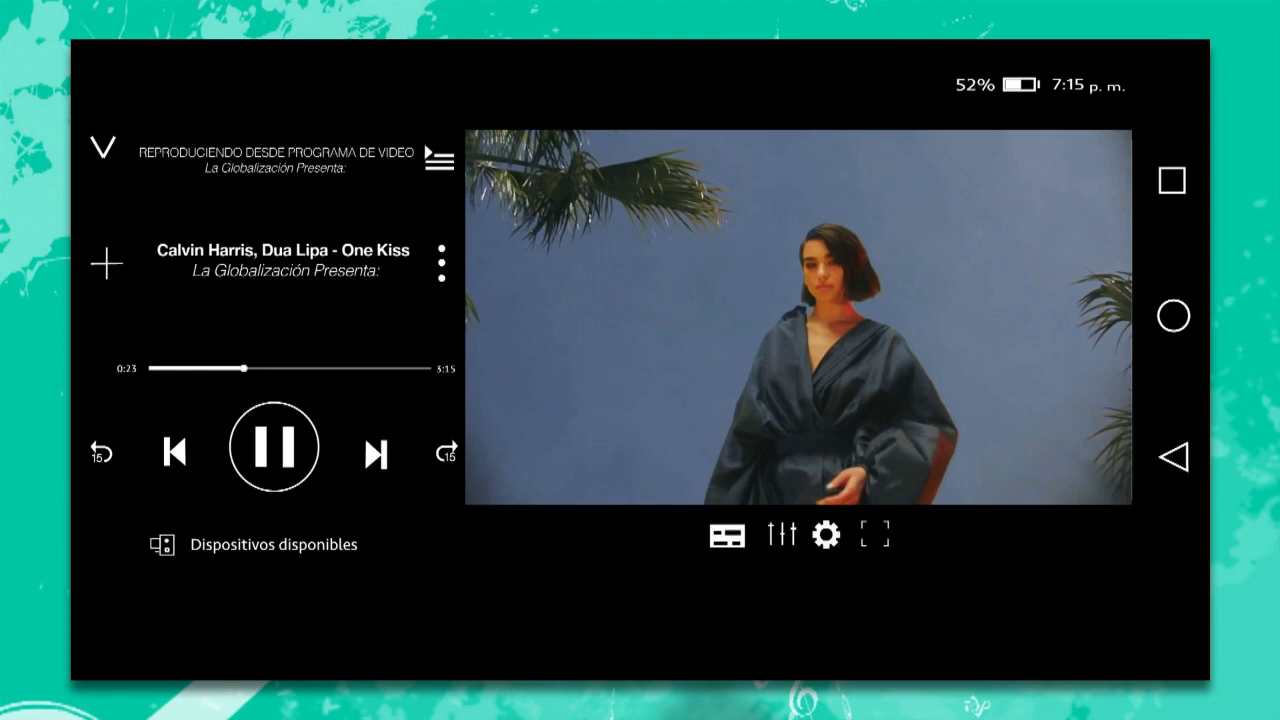 52% 7:15 p. m.
REPRODUCIENDO DESDE PROGRAMA DE VIDEO
La Globalización Presenta:
Calvin Harris, Dua Lipa - One Kiss
La Globalización Presenta:
0:23 3:15
15 15
Dispositivos disponibles